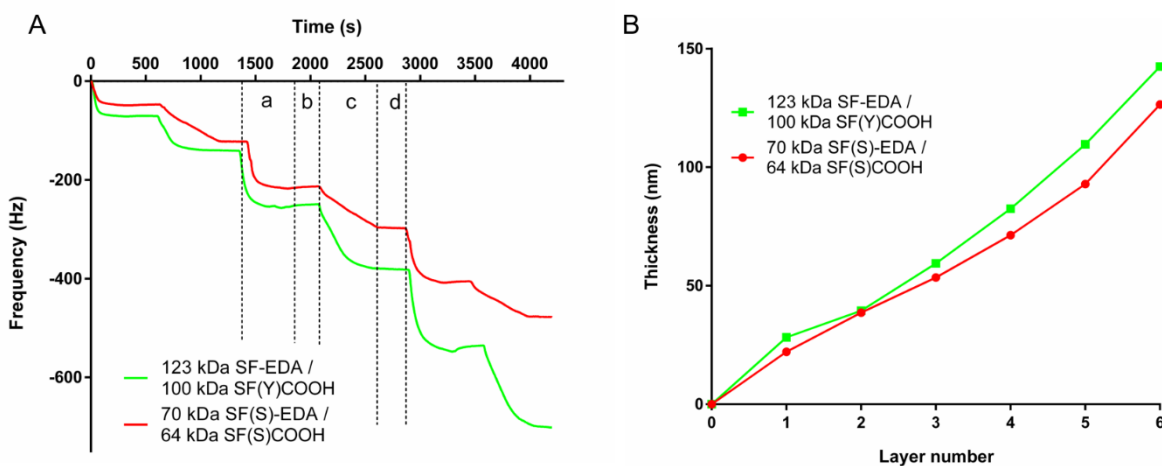 A
Time (s)
0 500 1000 1500 2000 2500 3000 3500 4000
0
-200
-400
-600
Frequency (Hz)
a b c d
123 kDa SF-EDA /
100 kDa SF(Y)COOH
70 kDa SF(S)-EDA /
64 kDa SF(S)COOH
B
150
100
50
0
Thickness (nm)
123 kDa SF-EDA /
100 kDa SF(Y)COOH
70 kDa SF(S)-EDA /
64 kDa SF(S)COOH
0 1 2 3 4 5 6
Layer number